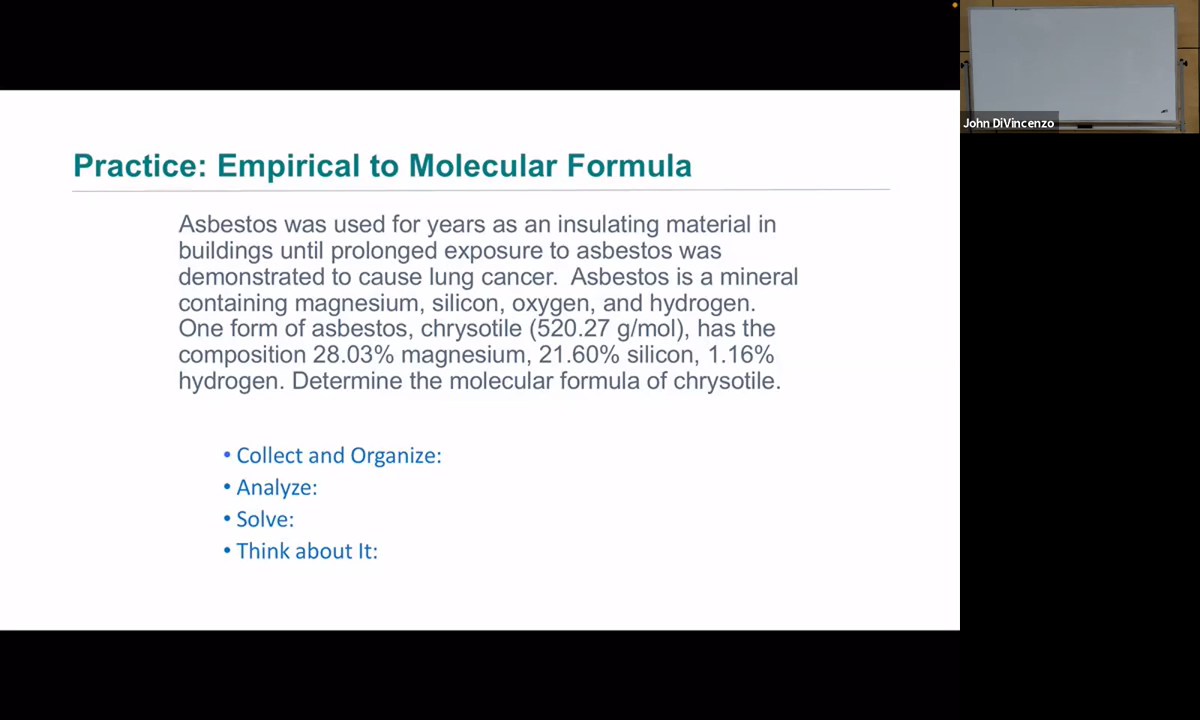 Practice: Empirical to Molecular Formula
Asbestos was used for years as an insulating material in
buildings until prolonged exposure to asbestos was
demonstrated to cause lung cancer.  Asbestos is a mineral
containing magnesium, silicon, oxygen, and hydrogen.
One form of asbestos, chrysotile (520.27 g/mol), has the
composition 28.03% magnesium, 21.60% silicon, 1.16%
hydrogen. Determine the molecular formula of chrysotile.
• Collect and Organize:
• Analyze:
• Solve:
• Think about It:
John DiVincenzo